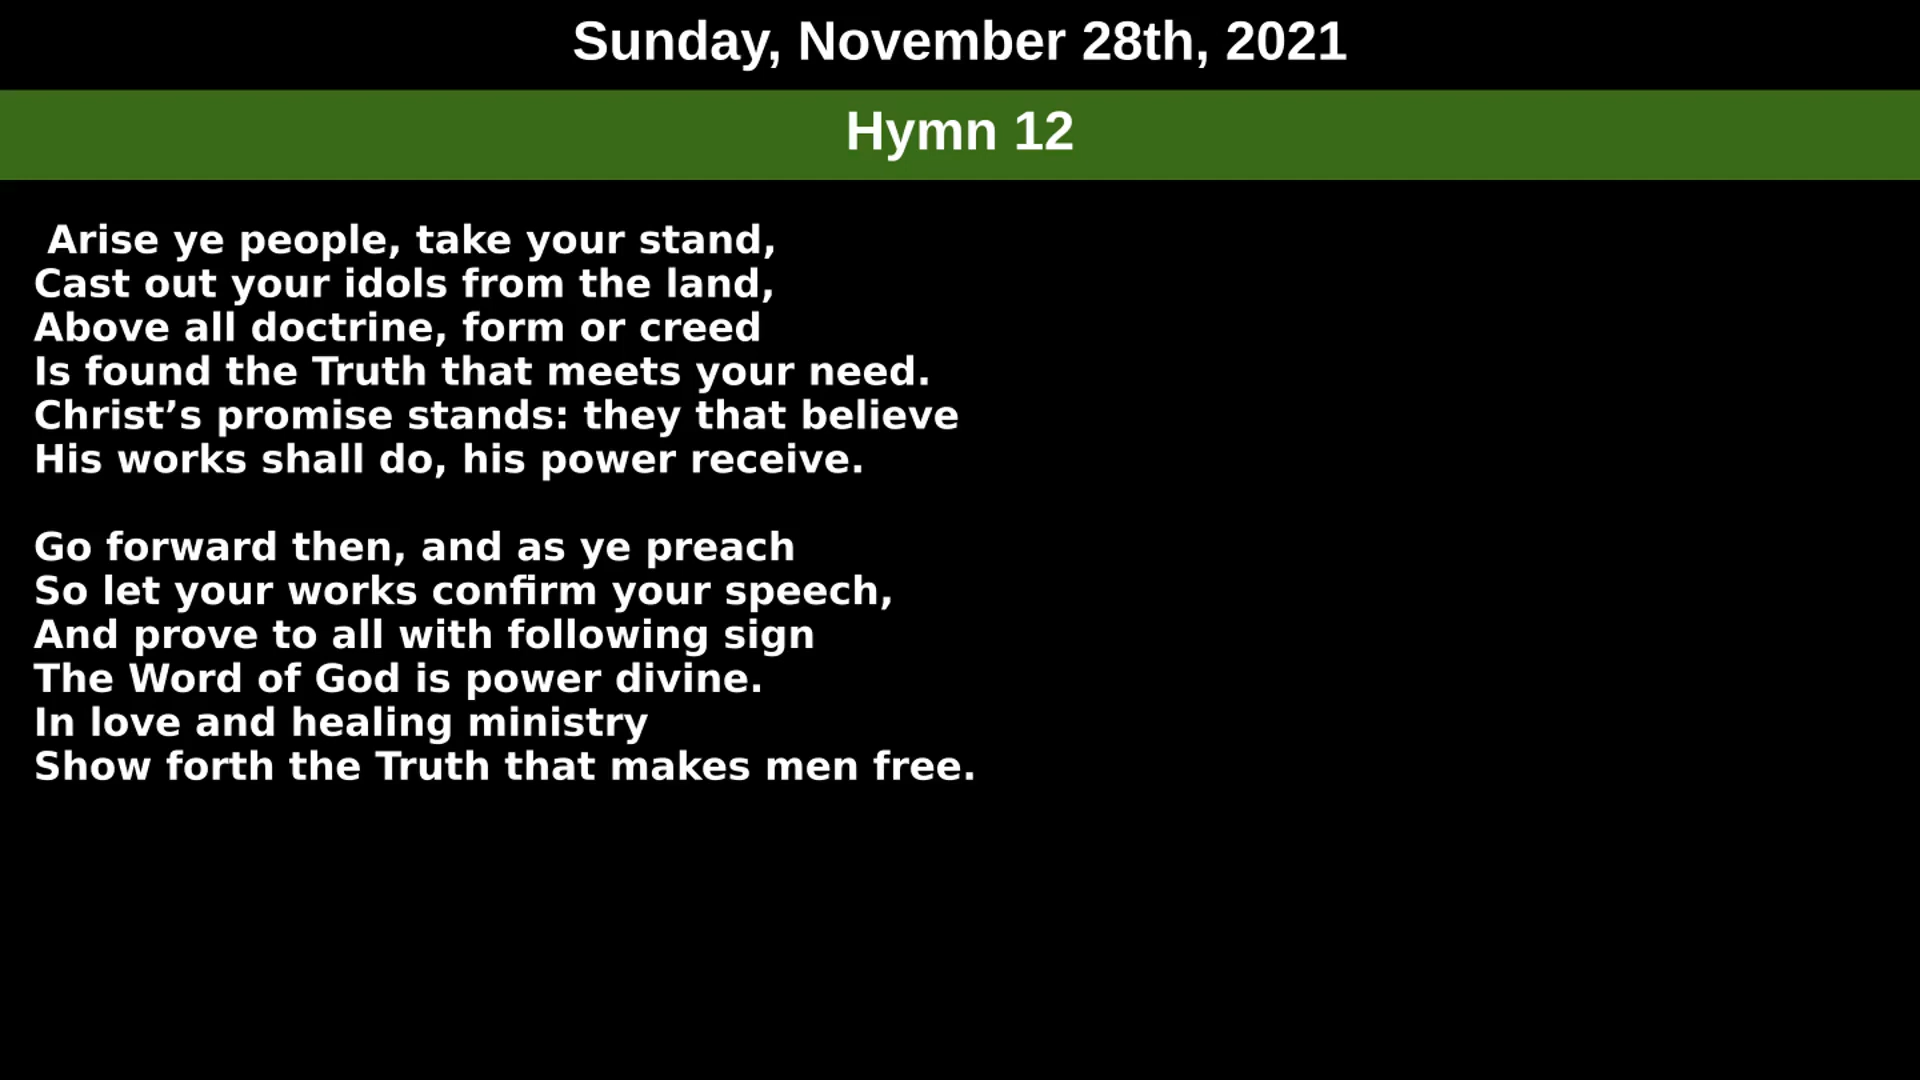 Sunday, November 28th, 2021
Hymn 12
Arise ye people, take your stand,
Cast out your idols from the land,
Above all doctrine, form or creed
Is found the Truth that meets your need.
Christ’s promise stands: they that believe
His works shall do, his power receive.
Go forward then, and as ye preach
So let your works confirm your speech,
And prove to all with following sign
The Word of God is power divine.
In love and healing ministry
Show forth the Truth that makes men free.